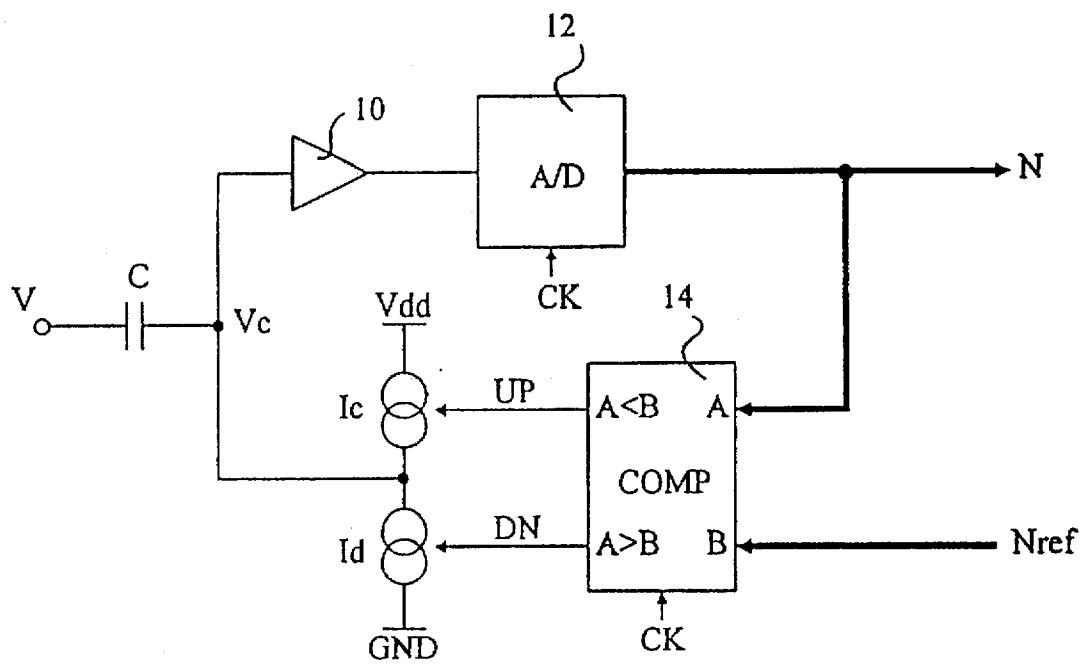 12
10
A/D
N
CK
V
C
Vc
Vdd
14
Ic
UP
A<B
A
COMP
Id
DN
A>B
B
Nref
GND
CK